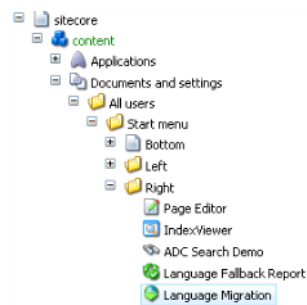 sitecore
content
Applications
Documents and settings
All users
Start menu
Bottom
Left
Right
Page Editor
IndexViewer
ADC Search Demo
Language Fallback Report
Language Migration